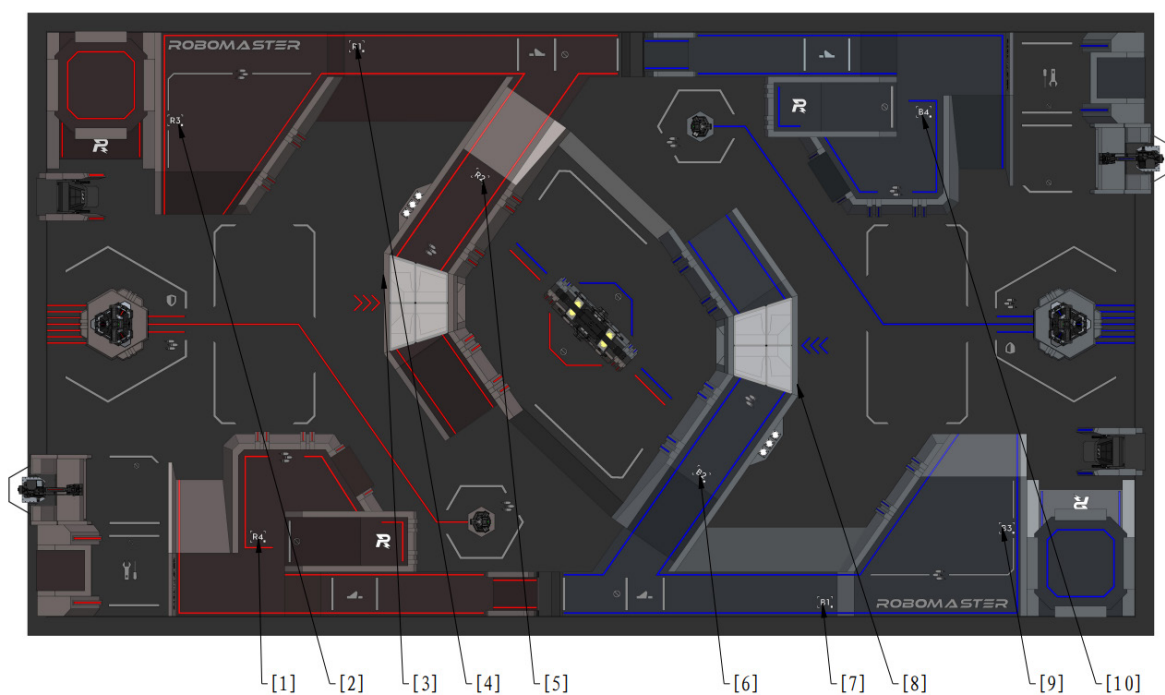 ROBOMASTER
R1
R3
B4
R2
B2
R4
B3
B1
ROBOMASTER
[1]
[2]
[3]
[4]
[5]
[6]
[7]
[8]
[9]
[10]